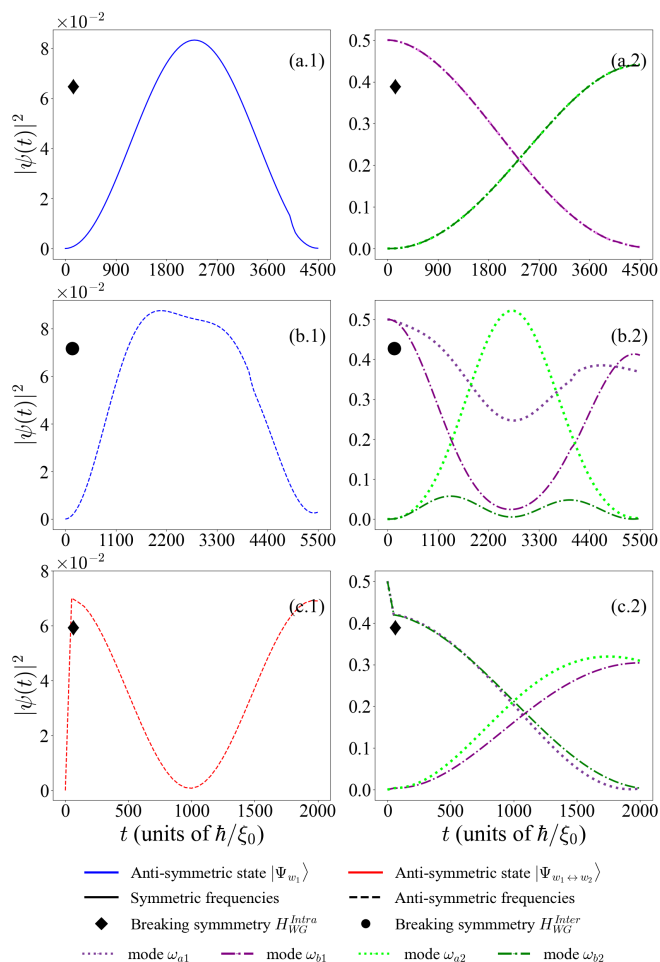 ×10⁻²
(a.1)
|ψ(t)|²
8
6
4
2
0
0 900 1800 2700 3600 4500
(a.2)
0.5
0.4
0.3
0.2
0.1
0.0
0 900 1800 2700 3600 4500
×10⁻²
(b.1)
|ψ(t)|²
8
6
4
2
0
0 1100 2200 3300 4400 5500
(b.2)
0.5
0.4
0.3
0.2
0.1
0.0
0 1100 2200 3300 4400 5500
×10⁻²
(c.1)
|ψ(t)|²
8
6
4
2
0
0 500 1000 1500 2000
t (units of ħ/ξ₀)
(c.2)
0.5
0.4
0.3
0.2
0.1
0.0
0 500 1000 1500 2000
t (units of ħ/ξ₀)
Anti-symmetric state |Ψ_{w₁}⟩ Anti-symmetric state |Ψ_{w₁↔w₂}⟩
Symmetric frequencies Anti-symmetric frequencies
Breaking symmmetry H_{WG}^{Intra} Breaking symmmetry H_{WG}^{Inter}
mode ω_{a1} mode ω_{b1} mode ω_{a2} mode ω_{b2}